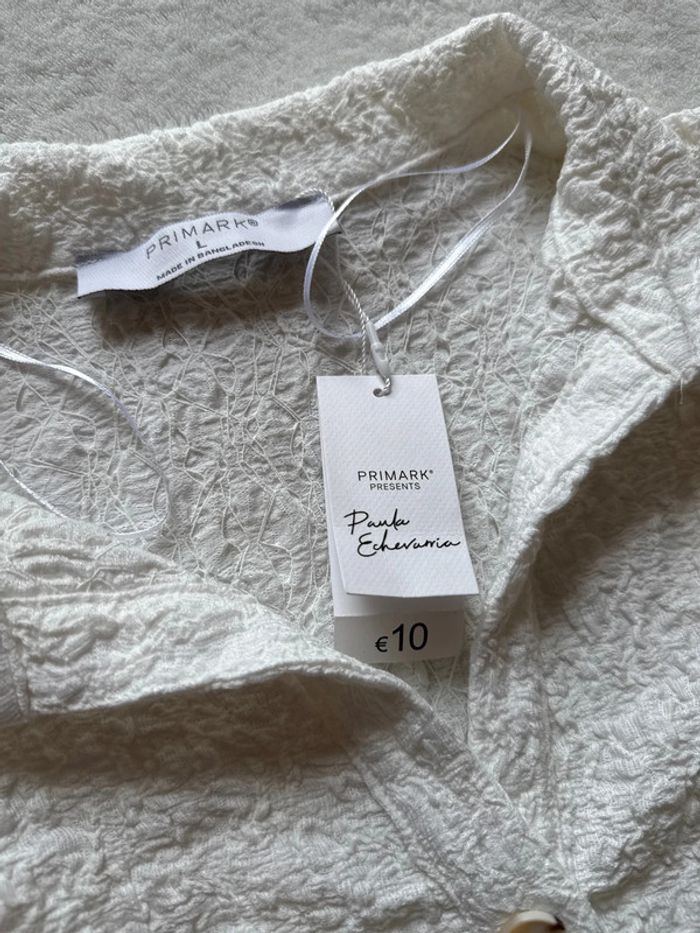 PRIMARK®
L
MADE IN BANGLADESH
PRIMARK®
PRESENTS
Paula
Echevarria
€10